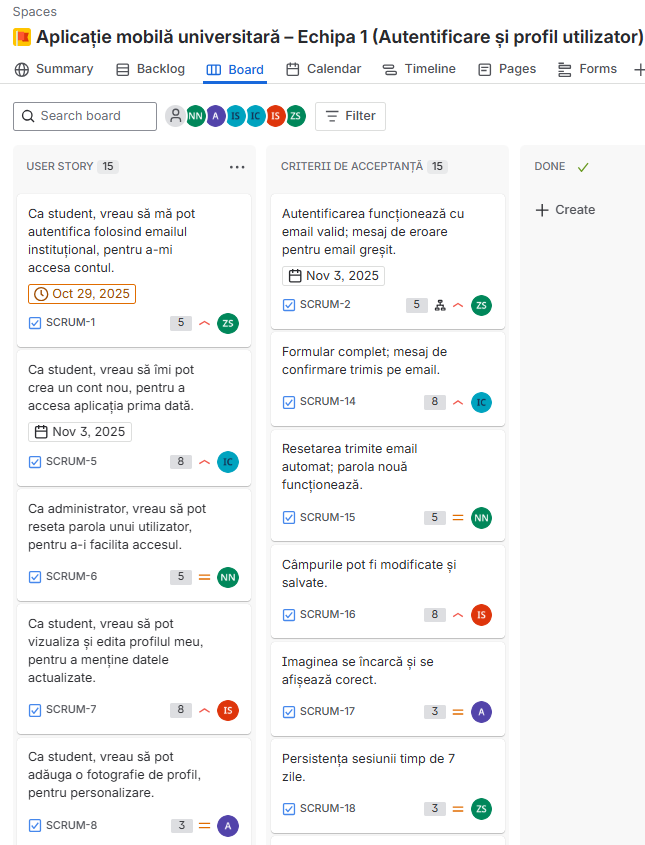 Spaces
Aplicație mobilă universitară – Echipa 1 (Autentificare și profil utilizator)
Summary Backlog Board Calendar Timeline Pages Forms
Search board
NN A IS IC IS ZS
Filter
USER STORY 15
Ca student, vreau să mă pot
autentifica folosind emailul
instituțional, pentru a-mi
accesa contul.
Oct 29, 2025
SCRUM-1 5 ZS
Ca student, vreau să îmi pot
crea un cont nou, pentru a
accesa aplicația prima dată.
Nov 3, 2025
SCRUM-5 8 IC
Ca administrator, vreau să pot
reseta parola unui utilizator,
pentru a-i facilita accesul.
SCRUM-6 5 NN
Ca student, vreau să pot
vizualiza și edita profilul meu,
pentru a menține datele
actualizate.
SCRUM-7 8 IS
Ca student, vreau să pot
adăuga o fotografie de profil,
pentru personalizare.
SCRUM-8 3 A
CRITERII DE ACCEPTANȚĂ 15
Autentificarea funcționează cu
email valid; mesaj de eroare
pentru email greșit.
Nov 3, 2025
SCRUM-2 5 ZS
Formular complet; mesaj de
confirmare trimis pe email.
SCRUM-14 8 IC
Resetarea trimite email
automat; parola nouă
funcționează.
SCRUM-15 5 NN
Câmpurile pot fi modificate și
salvate.
SCRUM-16 8 IS
Imaginea se încarcă și se
afișează corect.
SCRUM-17 3 A
Persistența sesiunii timp de 7
zile.
SCRUM-18 3 ZS
DONE
Create